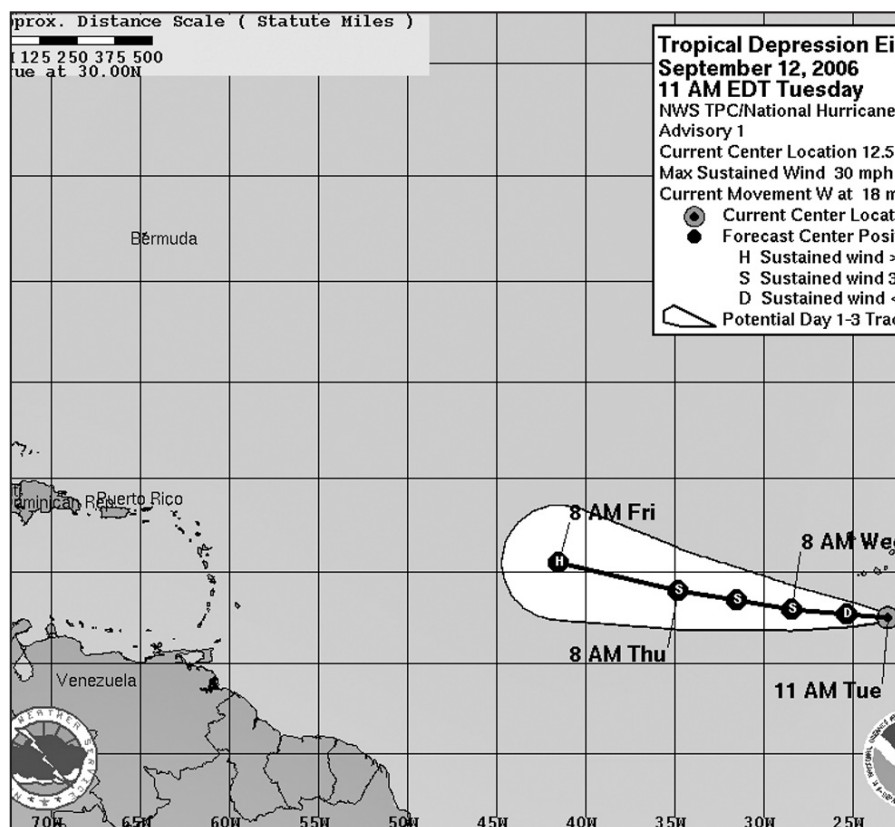 prox. Distance Scale ( Statute Miles )
125 250 375 500
ue at 30.00N
Tropical Depression Ei
September 12, 2006
11 AM EDT Tuesday
NWS TPC/National Hurricane
Advisory 1
Current Center Location 12.5
Max Sustained Wind 30 mph
Current Movement W at 18 m
Current Center Locat
Forecast Center Posi
H Sustained wind >
S Sustained wind 3
D Sustained wind <
Potential Day 1-3 Trac
Bermuda
minican Rep.
Puerto Rico
8 AM Fri
8 AM Wed
H
S
S
S
D
8 AM Thu
11 AM Tue
Venezuela
WEATHER SERVICE
70W 65W 60W 55W 50W 45W 40W 35W 30W 25W